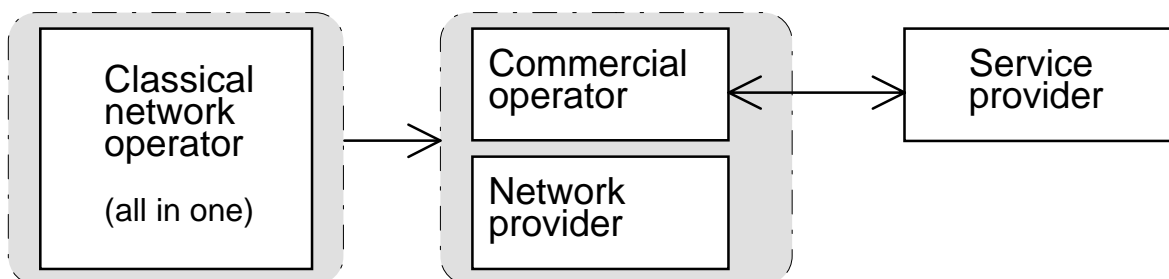 Classical
network
operator
(all in one)
Commercial
operator
Network
provider
Service
provider